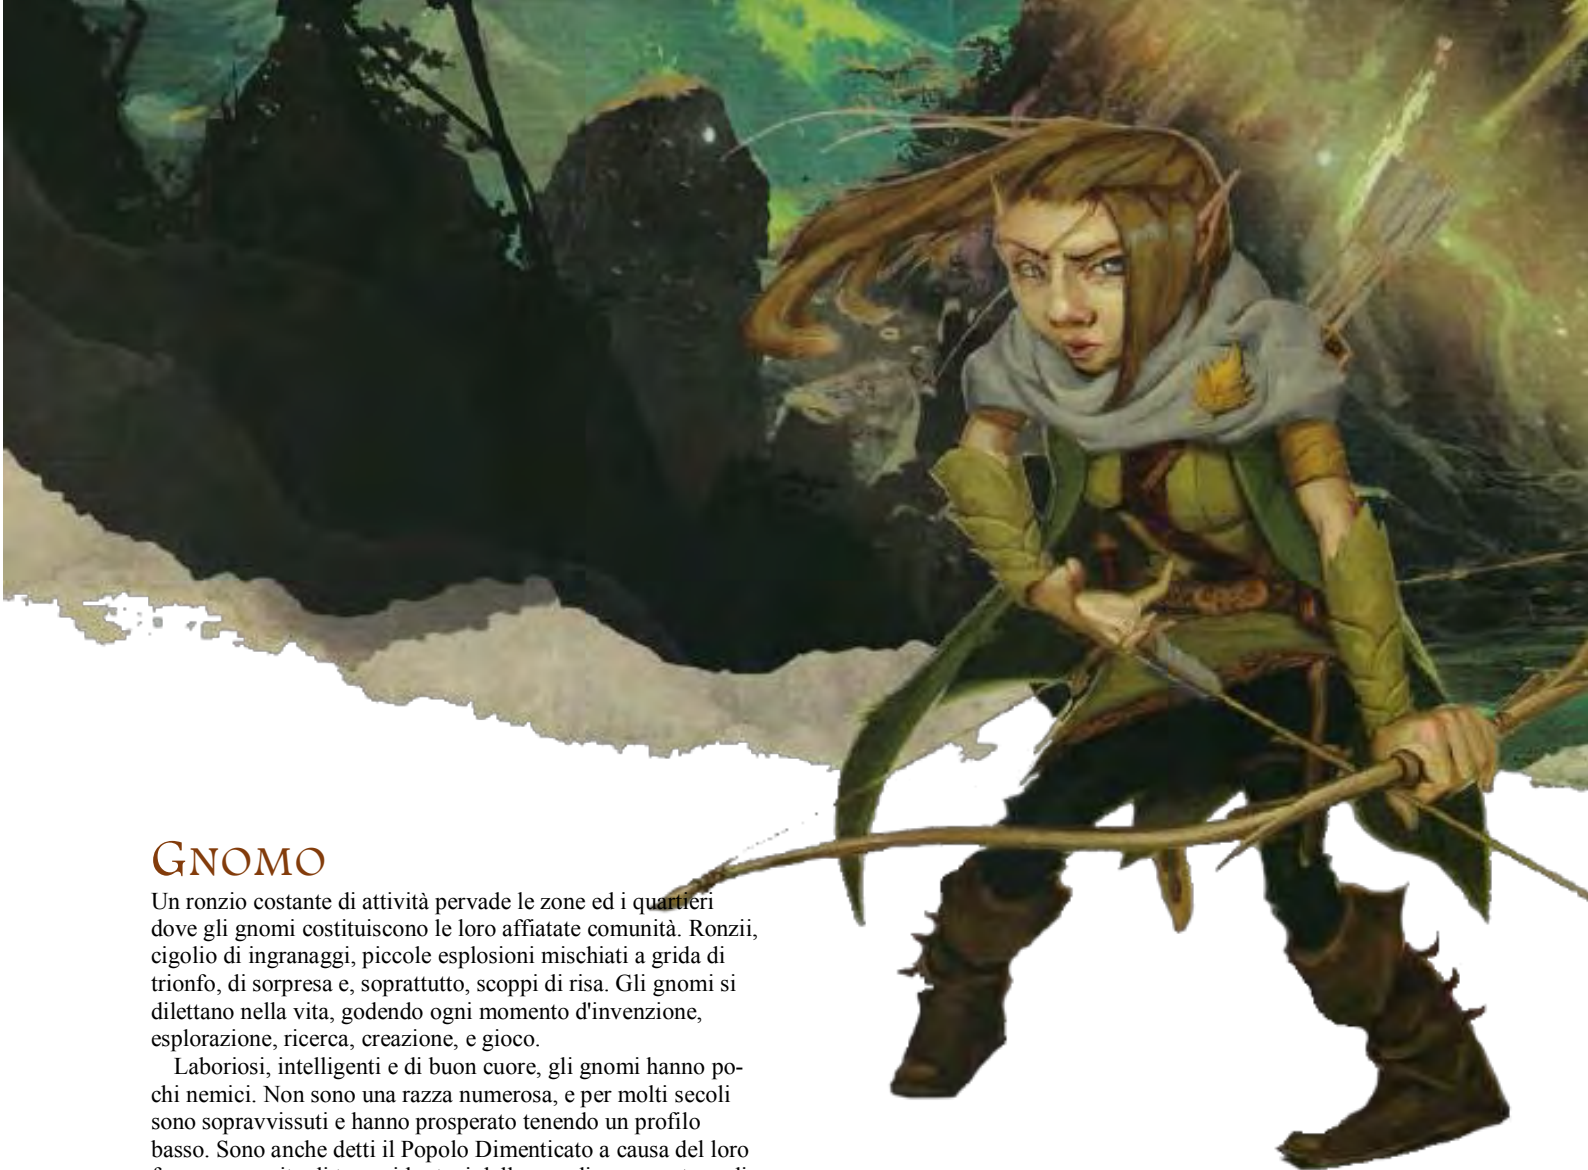 GNOMO
Un ronzio costante di attività pervade le zone ed i quartieri
dove gli gnomi costituiscono le loro affiatate comunità. Ronzii,
cigolio di ingranaggi, piccole esplosioni mischiati a grida di
trionfo, di sorpresa e, soprattutto, scoppi di risa. Gli gnomi si
dilettano nella vita, godendo ogni momento d'invenzione,
esplorazione, ricerca, creazione, e gioco.
Laboriosi, intelligenti e di buon cuore, gli gnomi hanno po-
chi nemici. Non sono una razza numerosa, e per molti secoli
sono sopravvissuti e hanno prosperato tenendo un profilo
basso. Sono anche detti il Popolo Dimenticato a causa del loro